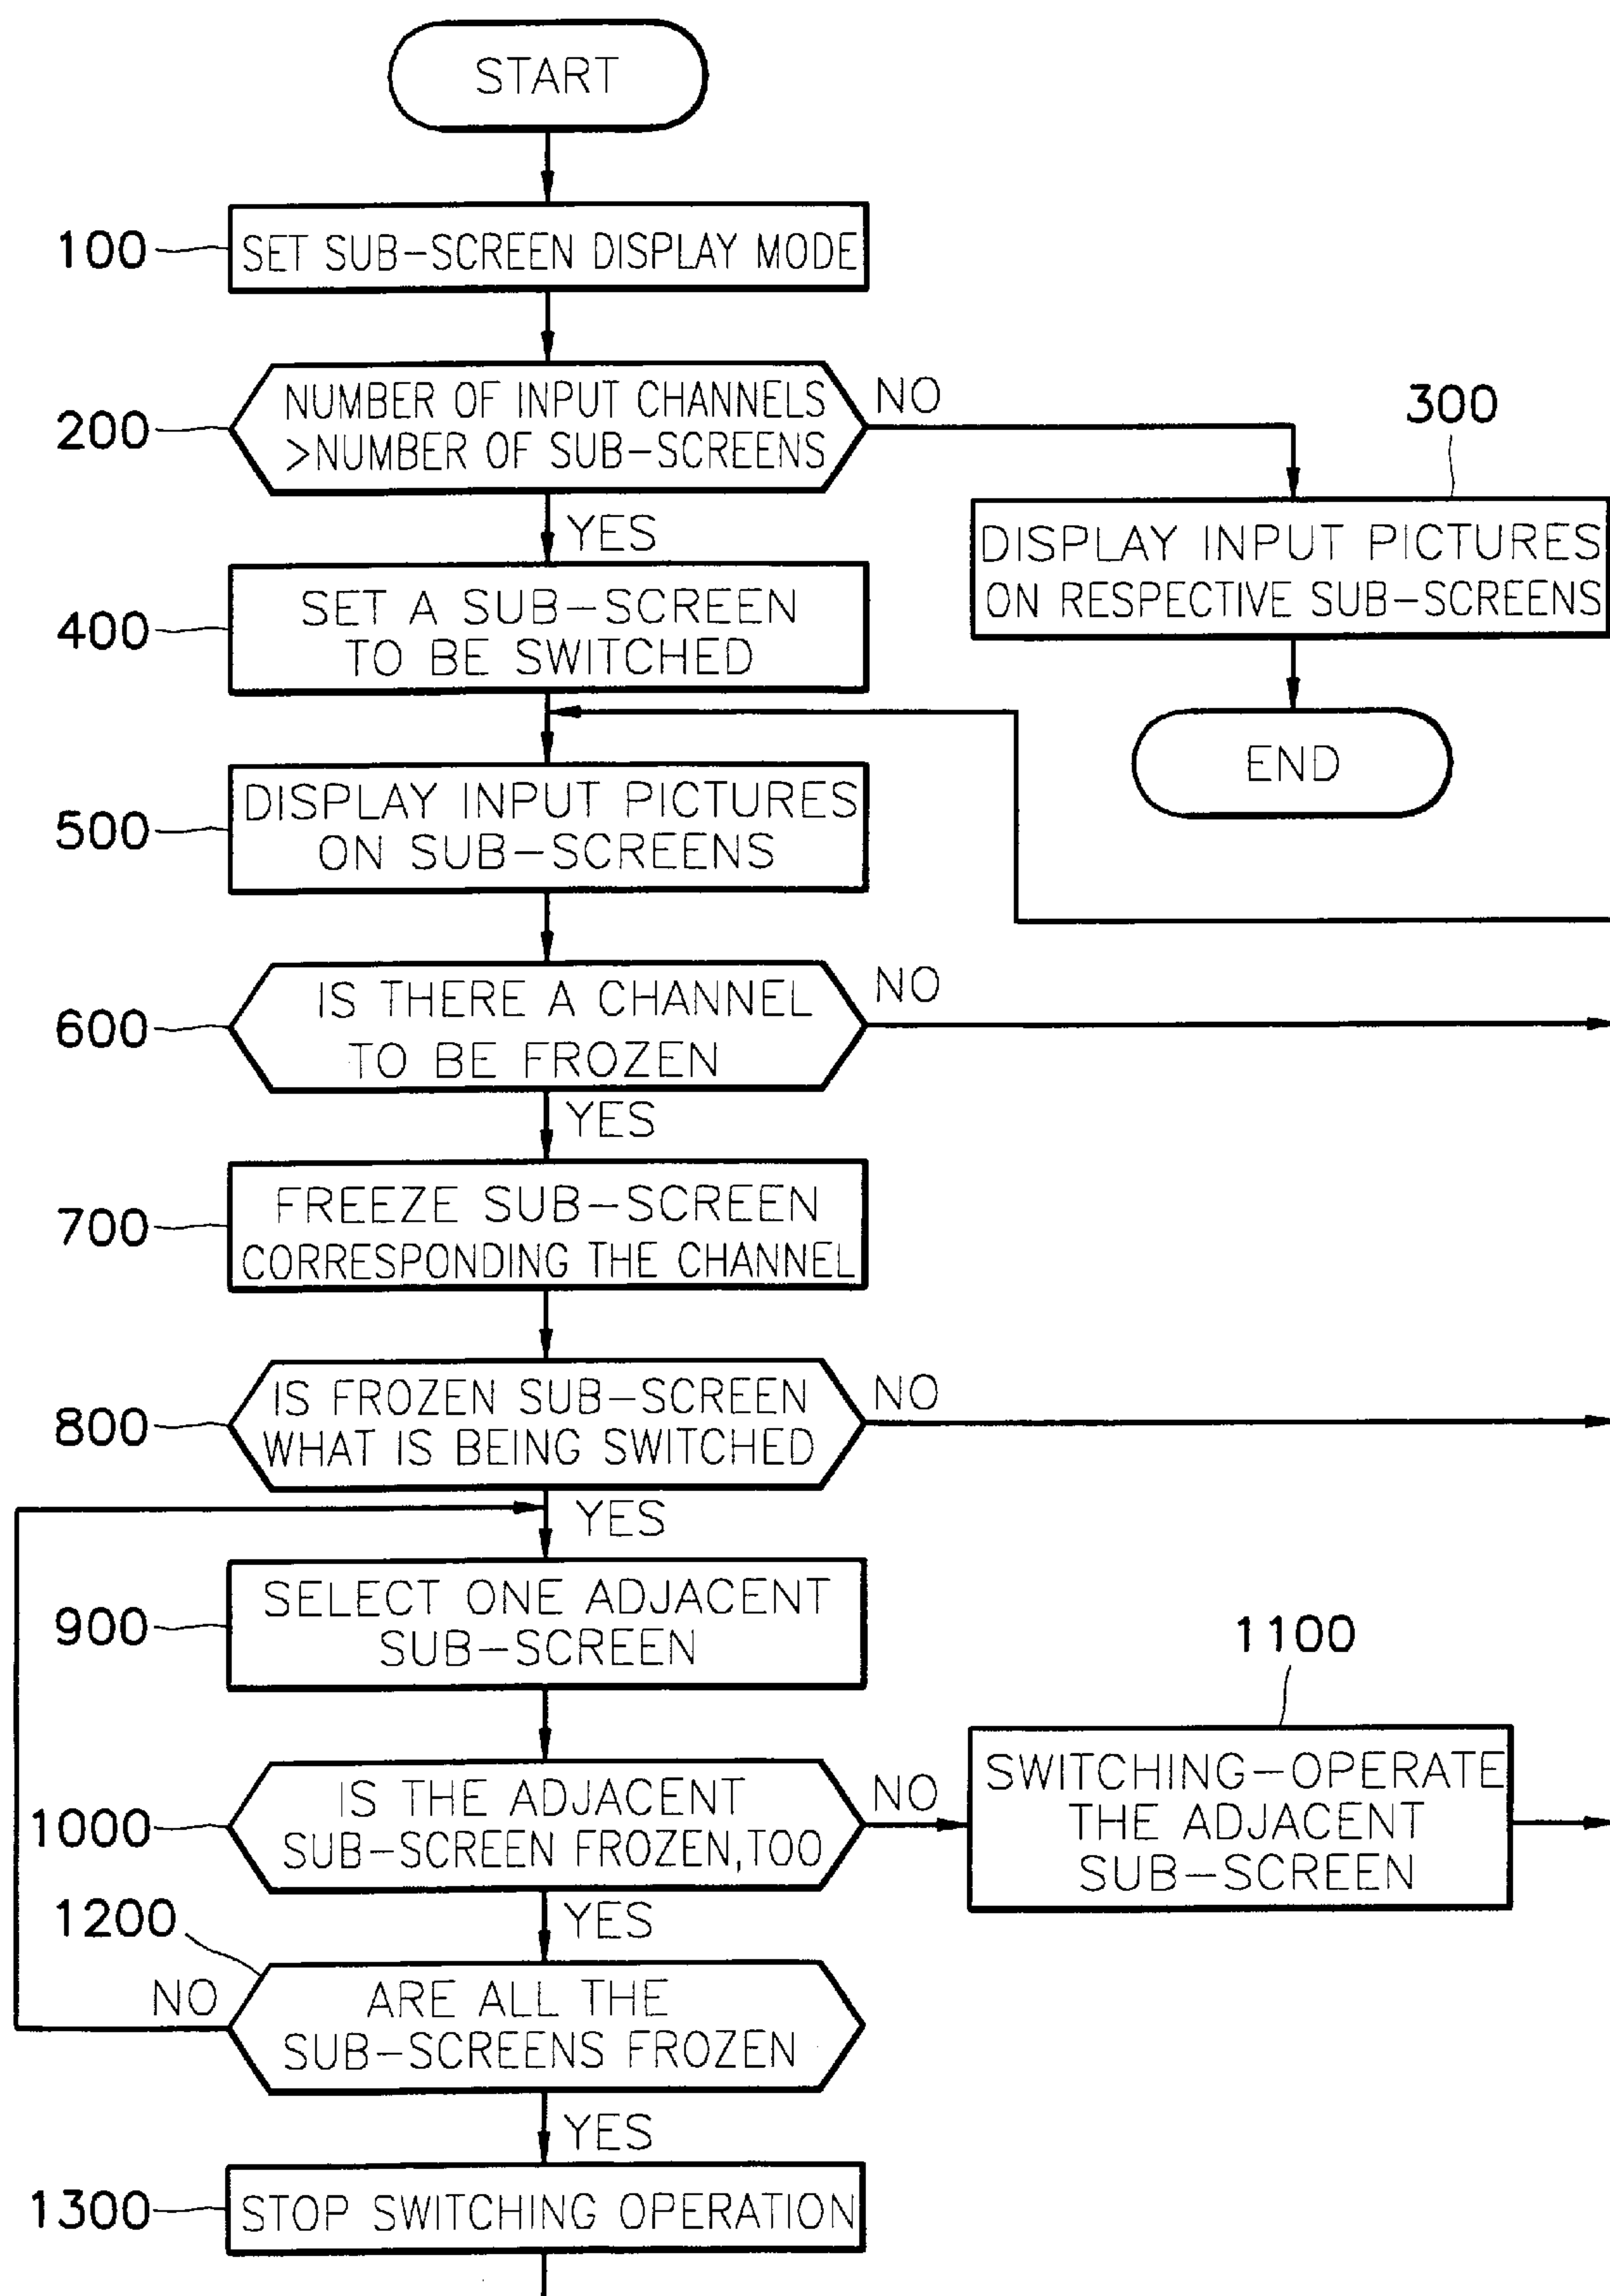 START
100
SET SUB-SCREEN DISPLAY MODE
200
NUMBER OF INPUT CHANNELS
>NUMBER OF SUB-SCREENS
NO
300
DISPLAY INPUT PICTURES
ON RESPECTIVE SUB-SCREENS
END
YES
400
SET A SUB-SCREEN
TO BE SWITCHED
500
DISPLAY INPUT PICTURES
ON SUB-SCREENS
600
IS THERE A CHANNEL
TO BE FROZEN
NO
YES
700
FREEZE SUB-SCREEN
CORRESPONDING THE CHANNEL
800
IS FROZEN SUB-SCREEN
WHAT IS BEING SWITCHED
NO
YES
900
SELECT ONE ADJACENT
SUB-SCREEN
1000
IS THE ADJACENT
SUB-SCREEN FROZEN,TOO
NO
1100
SWITCHING-OPERATE
THE ADJACENT
SUB-SCREEN
YES
1200
NO
ARE ALL THE
SUB-SCREENS FROZEN
YES
1300
STOP SWITCHING OPERATION